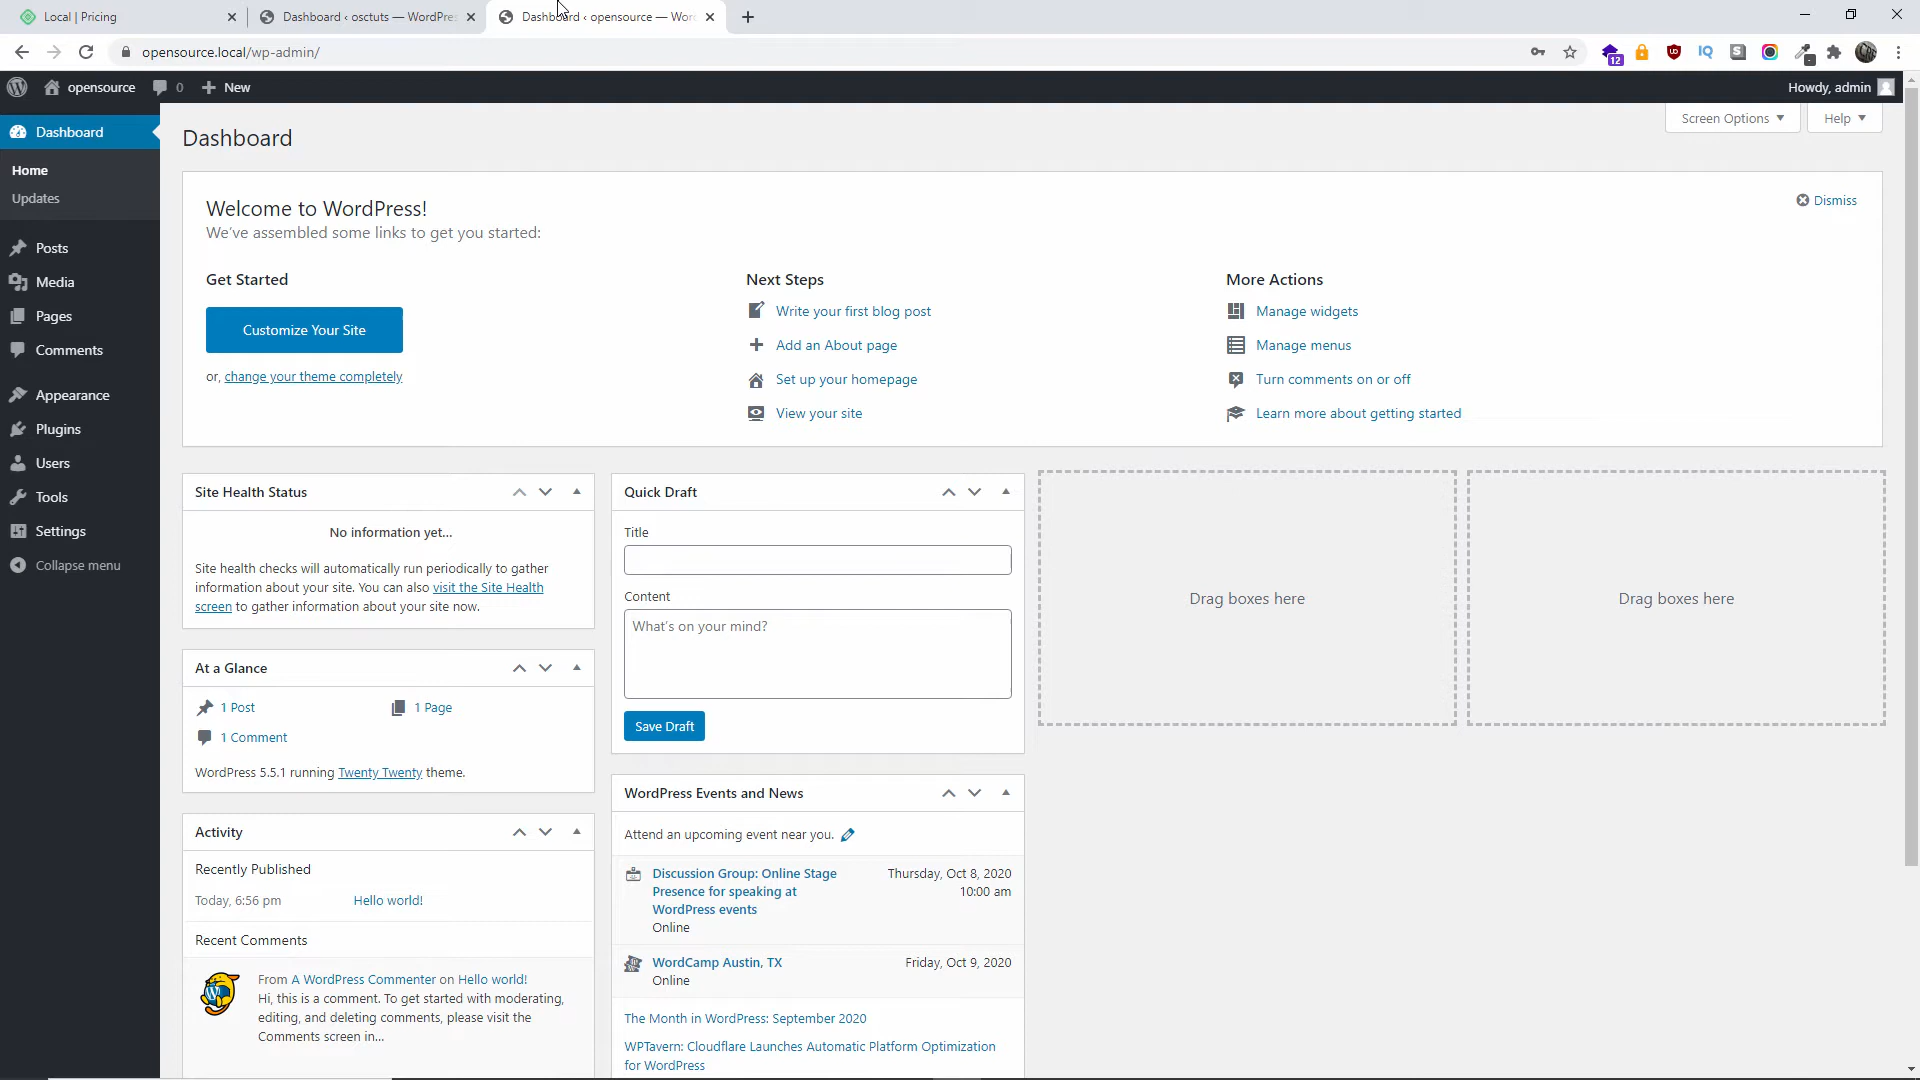 Local | Pricing
Dashboard ‹ osctuts — WordPres
Dashboard ‹ opensource — Wor
opensource.local/wp-admin/
12
opensource
0
New
Howdy, admin
Dashboard
Home
Updates
Posts
Media
Pages
Comments
Appearance
Plugins
Users
Tools
Settings
Collapse menu
Dashboard
Screen Options
Help
Welcome to WordPress!
We've assembled some links to get you started:
Dismiss
Get Started
Customize Your Site
or, change your theme completely
Next Steps
Write your first blog post
Add an About page
Set up your homepage
View your site
More Actions
Manage widgets
Manage menus
Turn comments on or off
Learn more about getting started
Site Health Status
No information yet...
Site health checks will automatically run periodically to gather
information about your site. You can also visit the Site Health
screen to gather information about your site now.
At a Glance
1 Post
1 Page
1 Comment
WordPress 5.5.1 running Twenty Twenty theme.
Activity
Recently Published
Today, 6:56 pm
Hello world!
Recent Comments
From A WordPress Commenter on Hello world!
Hi, this is a comment. To get started with moderating,
editing, and deleting comments, please visit the
Comments screen in...
Quick Draft
Title
Content
What's on your mind?
Save Draft
WordPress Events and News
Attend an upcoming event near you.
Discussion Group: Online Stage
Presence for speaking at
WordPress events
Online
Thursday, Oct 8, 2020
10:00 am
WordCamp Austin, TX
Online
Friday, Oct 9, 2020
The Month in WordPress: September 2020
WPTavern: Cloudflare Launches Automatic Platform Optimization
for WordPress
Drag boxes here
Drag boxes here